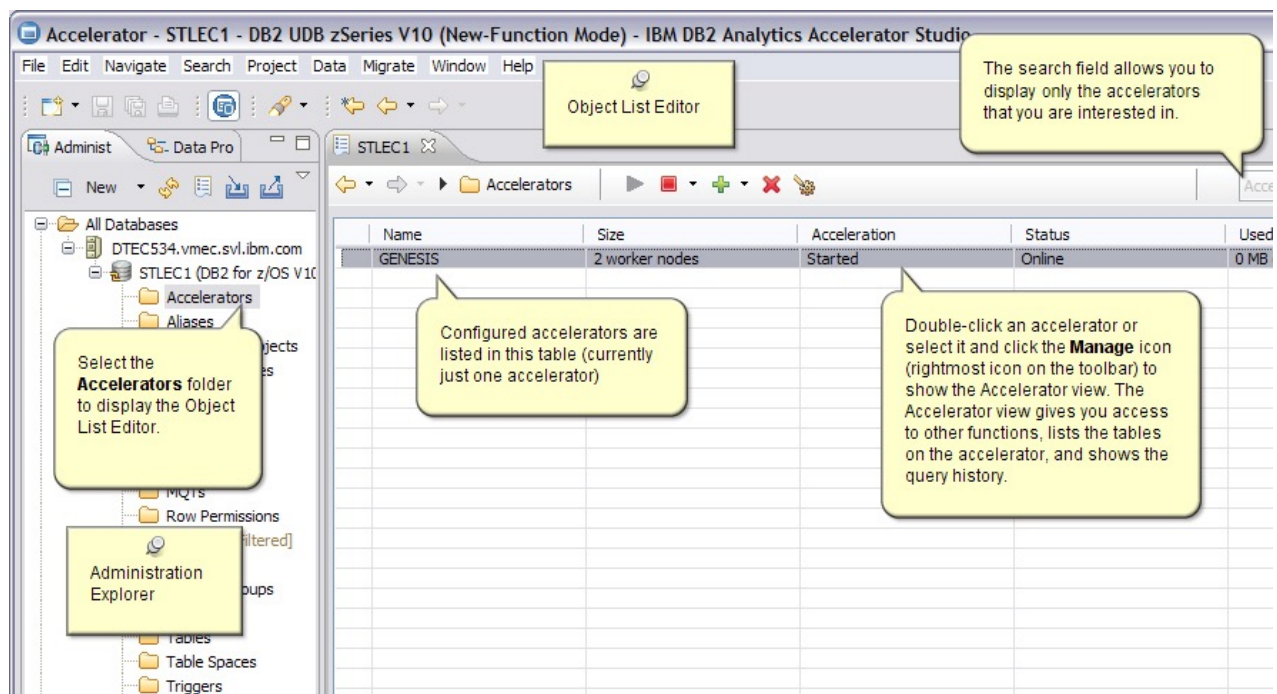 Accelerator - STLEC1 - DB2 UDB zSeries V10 (New-Function Mode) - IBM DB2 Analytics Accelerator Studio
File Edit Navigate Search Project Data Migrate Window Help
Object List Editor
The search field allows you to
display only the accelerators
that you are interested in.
Administ
Data Pro
STLEC1
New
Accelerators
Acce
All Databases
DTEC534.vmec.svl.ibm.com
STLEC1 (DB2 for z/OS V10
Accelerators
Aliases
jects
es
Name Size Acceleration Status Used
GENESIS 2 worker nodes Started Online 0 MB
Select the
Accelerators folder
to display the Object
List Editor.
Configured accelerators are
listed in this table (currently
just one accelerator)
Double-click an accelerator or
select it and click the Manage icon
(rightmost icon on the toolbar) to
show the Accelerator view. The
Accelerator view gives you access
to other functions, lists the tables
on the accelerator, and shows the
query history.
MQTs
Row Permissions
iltered]
oups
Administration
Explorer
Tables
Table Spaces
Triggers